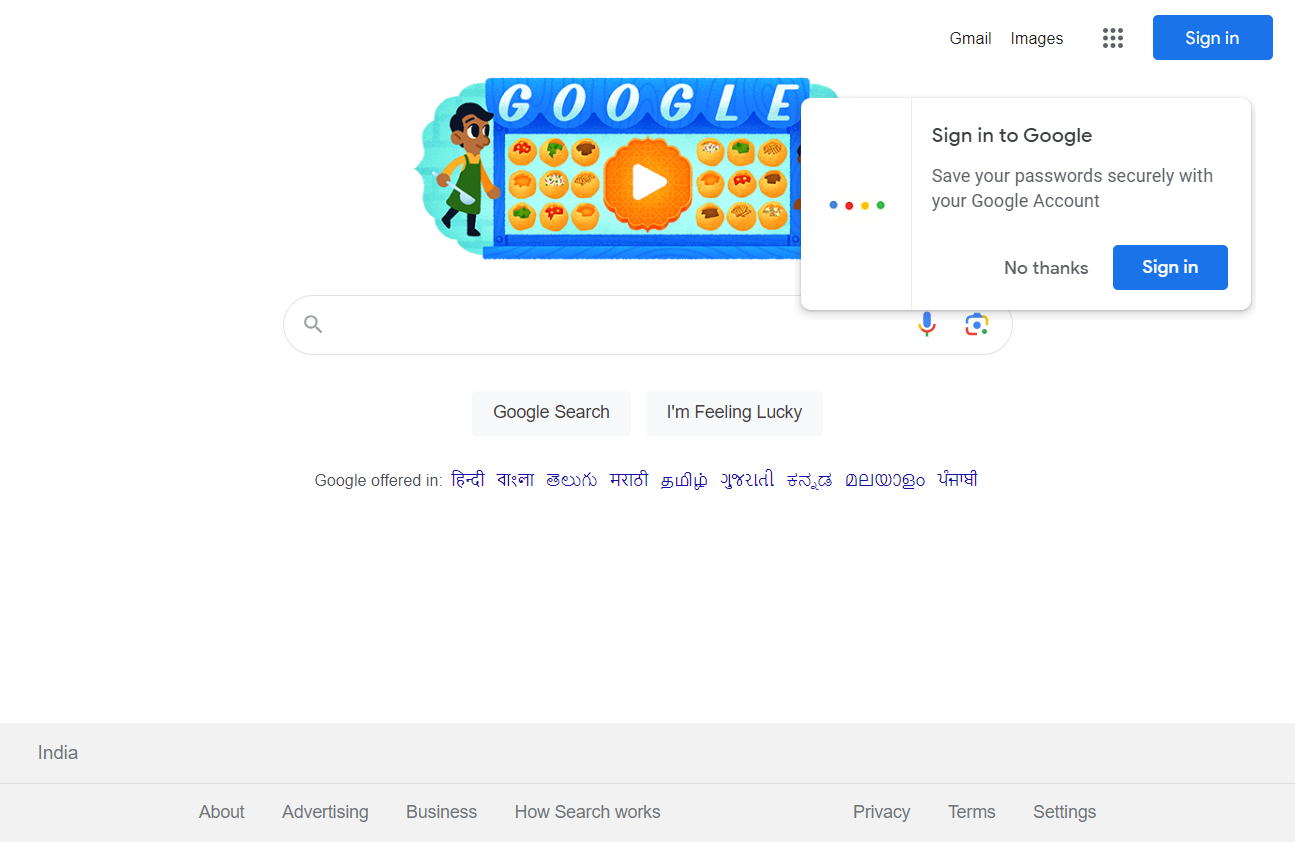 Gmail Images Sign in
GOOGLE
Sign in to Google
Save your passwords securely with
your Google Account
No thanks Sign in
Google Search I'm Feeling Lucky
Google offered in: हिन्दी বাংলা తెలుగు मराठी தமிழ் ગુજરાતી ಕನ್ನಡ മലയാളം ਪੰਜਾਬੀ
India
About Advertising Business How Search works Privacy Terms Settings